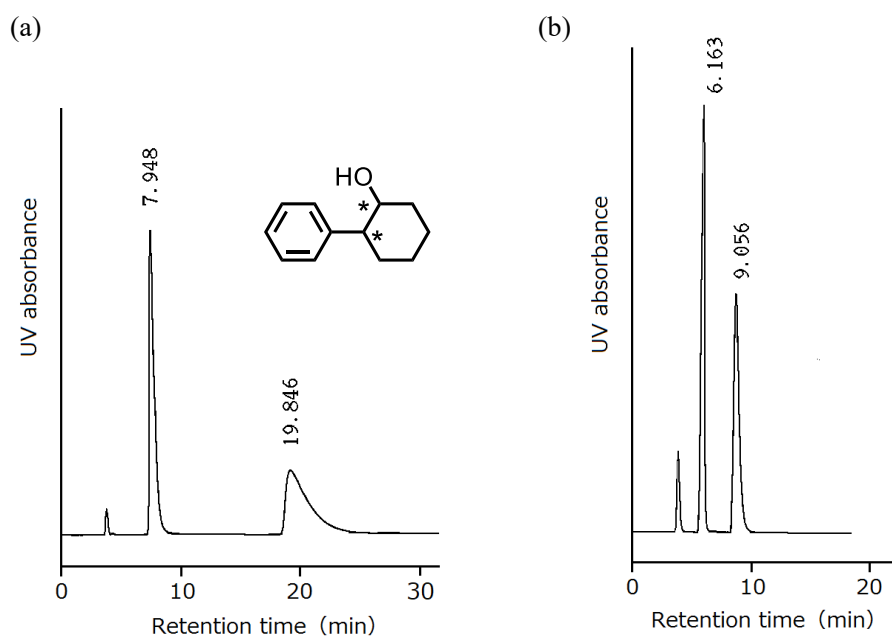 (a)
7.948
19.846
HO
*
*
UV absorbance
0
10
20
30
Retention time (min)
(b)
6.163
9.056
UV absorbance
0
10
20
Retention time (min)